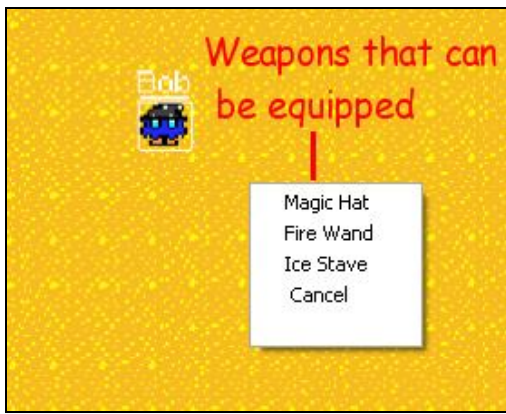 Weapons that can
be equipped
Bob
Magic Hat
Fire Wand
Ice Stave
Cancel